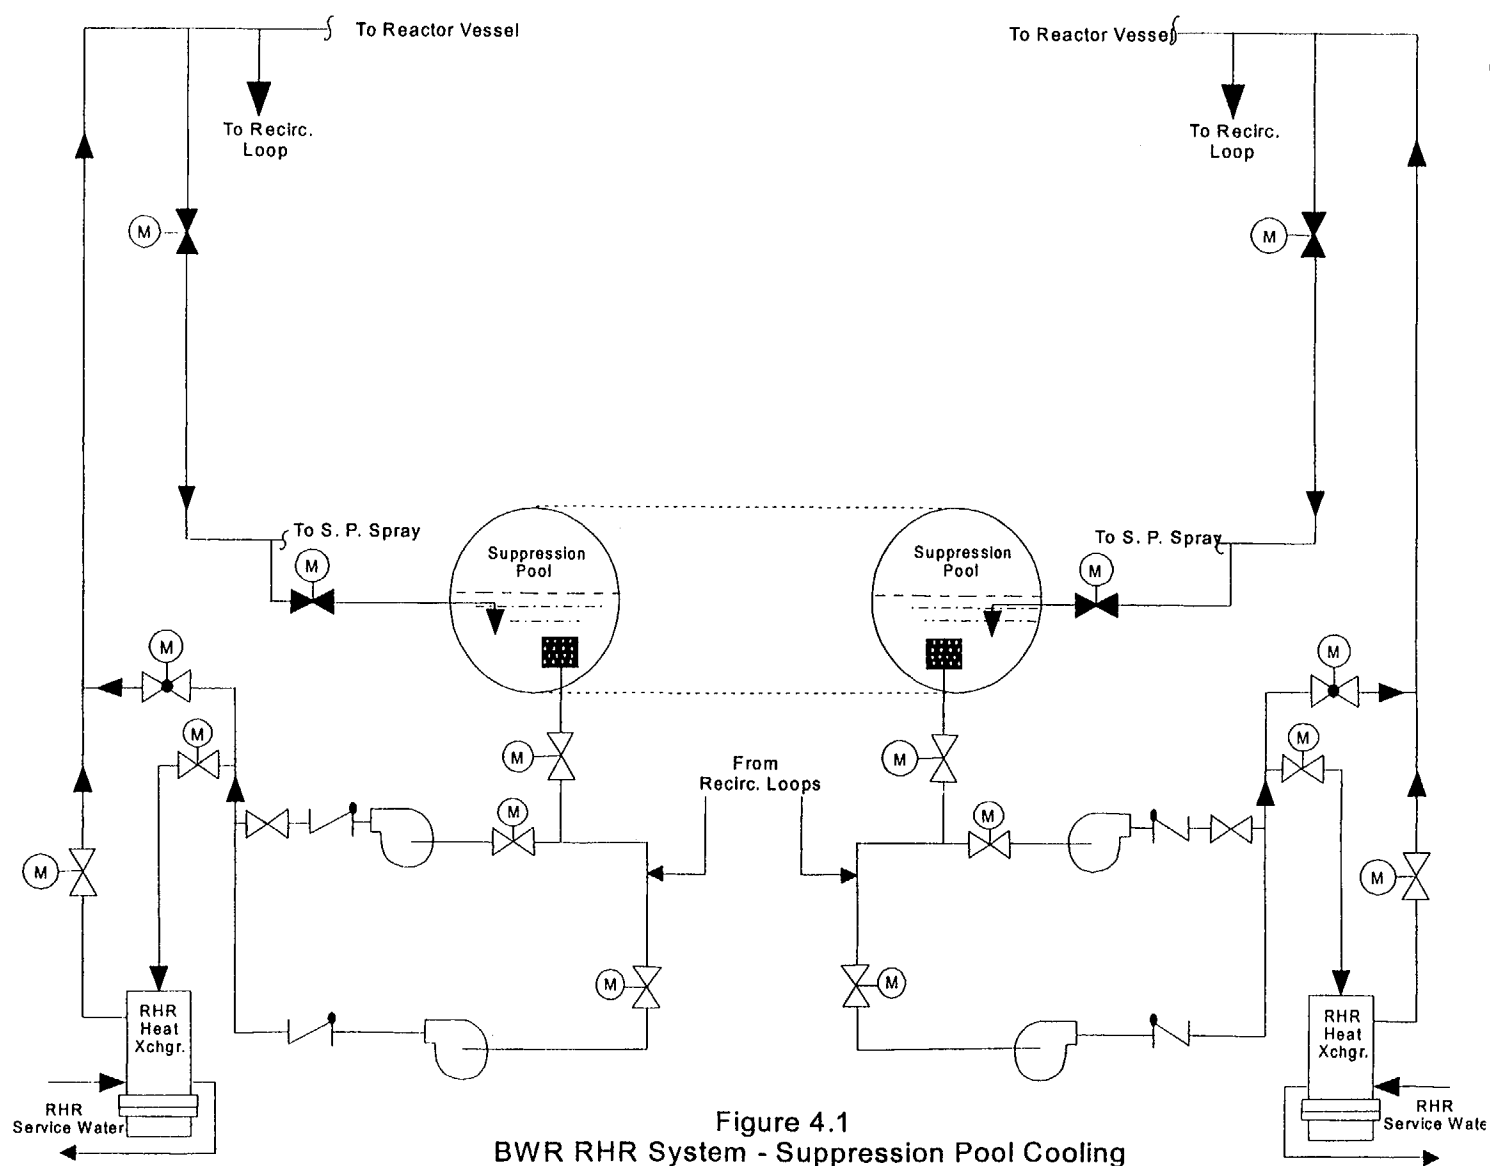 To Reactor Vessel
To Reactor Vessel
To Recirc.
Loop
To Recirc.
Loop
M
M
To S. P. Spray
To S. P. Spray
Suppression
Pool
Suppression
Pool
M
M
M
M
M
M
M
M
From
Recirc. Loops
M
M
M
M
M
M
RHR
Heat
Xchgr.
RHR
Heat
Xchgr.
RHR
Service Water
RHR
Service Wate
Figure 4.1
BWR RHR System - Suppression Pool Cooling